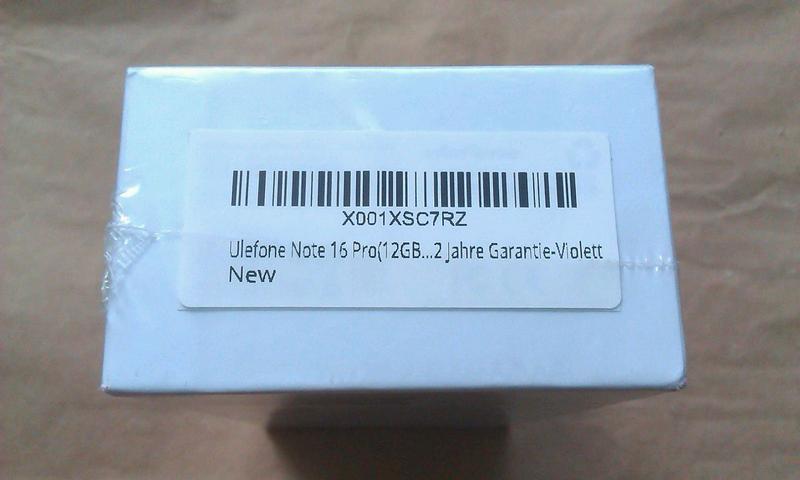 X001XSC7RZ
Ulefone Note 16 Pro(12GB...2 Jahre Garantie-Violett
New